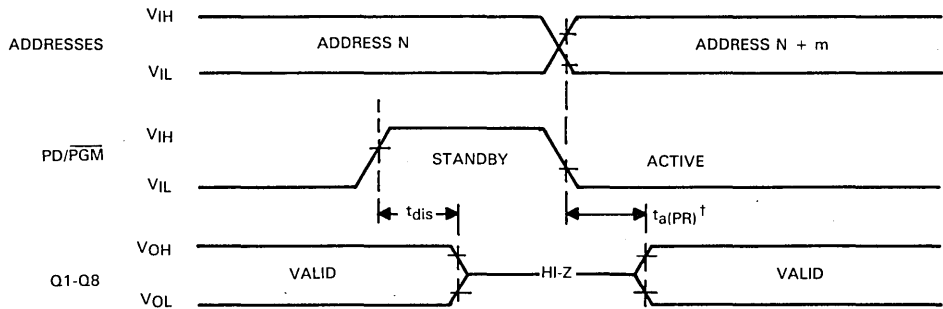 VIH
ADDRESSES
ADDRESS N
ADDRESS N + m
VIL
VIH
PD/PGM
STANDBY
ACTIVE
VIL
tdis
ta(PR)†
VOH
Q1-Q8
VALID
HI-Z
VALID
VOL